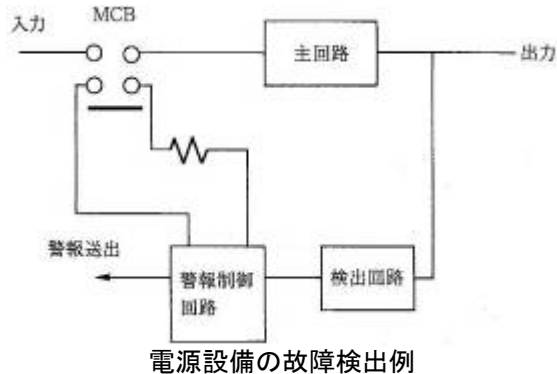 MCB
入力
主回路
出力
警報送出
警報制御
回路
検出回路
電源設備の故障検出例